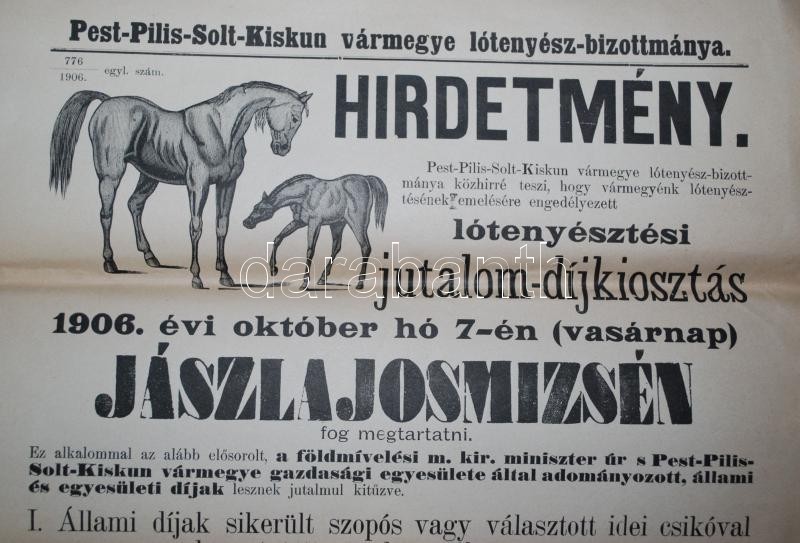 Pest-Pilis-Solt-Kiskun vármegye lótenyész-bizottmánya.
776
1906. egyl. szám.
HIRDETMÉNY.
Pest-Pilis-Solt-Kiskun vármegye lótenyész-bizott-
mánya közhirré teszi, hogy vármegyénk lótenyész-
tésének emelésére engedélyezett
lótenyésztési
darabanth
jutalom-díjkiosztás
1906. évi október hó 7-én (vasárnap)
JÁSZLAJOSMIZSÉN
fog megtartatni.
Ez alkalommal az alább elősorolt, a földmívelési m. kir. miniszter úr s Pest-Pilis-
Solt-Kiskun vármegye gazdasági egyesülete által adományozott, állami
és egyesületi díjak lesznek jutalmul kitűzve.
I. Állami díjak sikerült szopós vagy választott idei csikóval